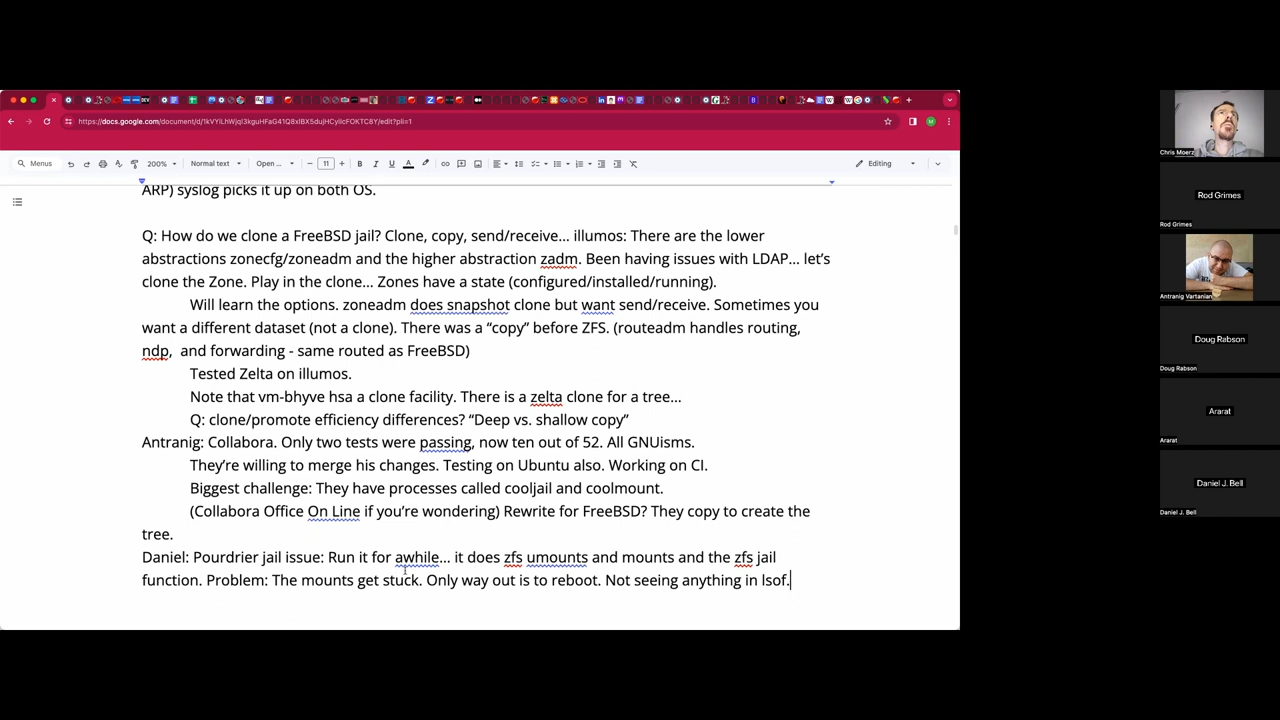 https://docs.google.com/document/d/1kVYiLhWjql3kguHFaG41Q8xIBX5dujHCyIicFOKTC8Y/edit?pli=1
Menus
200%
Normal text
Open ...
11
Editing
ARP) syslog picks it up on both OS.
Q: How do we clone a FreeBSD jail? Clone, copy, send/receive... illumos: There are the lower
abstractions zonecfg/zoneadm and the higher abstraction zadm. Been having issues with LDAP... let's
clone the Zone. Play in the clone... Zones have a state (configured/installed/running).
Will learn the options. zoneadm does snapshot clone but want send/receive. Sometimes you
want a different dataset (not a clone). There was a “copy” before ZFS. (routeadm handles routing,
ndp,  and forwarding - same routed as FreeBSD)
Tested Zelta on illumos.
Note that vm-bhyve hsa a clone facility. There is a zelta clone for a tree...
Q: clone/promote efficiency differences? “Deep vs. shallow copy”
Antranig: Collabora. Only two tests were passing, now ten out of 52. All GNUisms.
They're willing to merge his changes. Testing on Ubuntu also. Working on CI.
Biggest challenge: They have processes called cooljail and coolmount.
(Collabora Office On Line if you're wondering) Rewrite for FreeBSD? They copy to create the
tree.
Daniel: Pourdrier jail issue: Run it for awhile... it does zfs umounts and mounts and the zfs jail
function. Problem: The mounts get stuck. Only way out is to reboot. Not seeing anything in lsof.
Chris Moerz
Rod Grimes
Rod Grimes
Antranig Vartanian
Doug Rabson
Doug Rabson
Ararat
Ararat
Daniel J. Bell
Daniel J. Bell